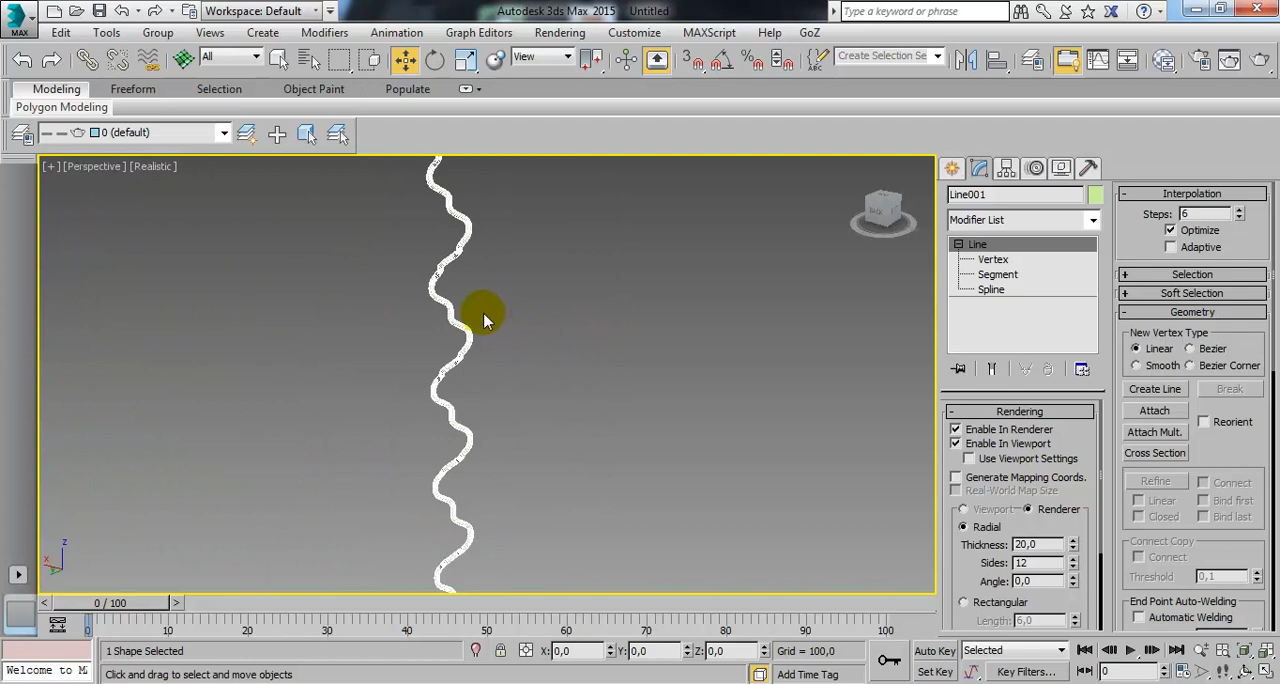 MAX
Workspace: Default
Autodesk 3ds Max 2015
Untitled
Type a keyword or phrase
Edit Tools Group Views Create Modifiers Animation Graph Editors Rendering Customize MAXScript Help GoZ
All
View
3
Create Selection Se
Modeling Freeform Selection Object Paint Populate
Polygon Modeling
0 (default)
[+] [Perspective] [Realistic]
Line001
Modifier List
Line
Vertex
Segment
Spline
- Rendering
Enable In Renderer
Enable In Viewport
Use Viewport Settings
Generate Mapping Coords.
Real-World Map Size
Viewport Renderer
Radial
Thickness: 20,0
Sides: 12
Angle: 0,0
Rectangular
Length: 6,0
- Interpolation
Steps: 6
Optimize
Adaptive
+ Selection
+ Soft Selection
- Geometry
New Vertex Type
Linear Bezier
Smooth Bezier Corner
Create Line Break
Attach Reorient
Attach Mult.
Cross Section
Refine Connect
Linear Bind first
Closed Bind last
Connect Copy
Connect
Threshold 0,1
End Point Auto-Welding
Automatic Welding
z
x
y
< 0 / 100 >
0 10 20 30 40 50 60 70 80 90 100
1 Shape Selected
X: 0,0 Y: 0,0 Z: 0,0
Grid = 100,0
Auto Key Selected
Welcome to M
Click and drag to select and move objects
Add Time Tag
Set Key Key Filters...
0